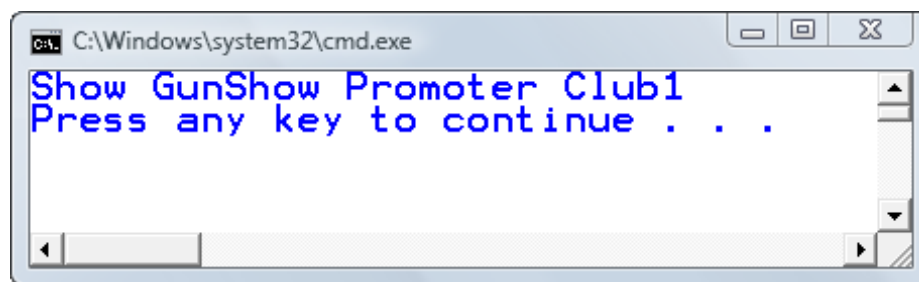 C:\Windows\system32\cmd.exe
Show GunShow Promoter Club1
Press any key to continue . . .